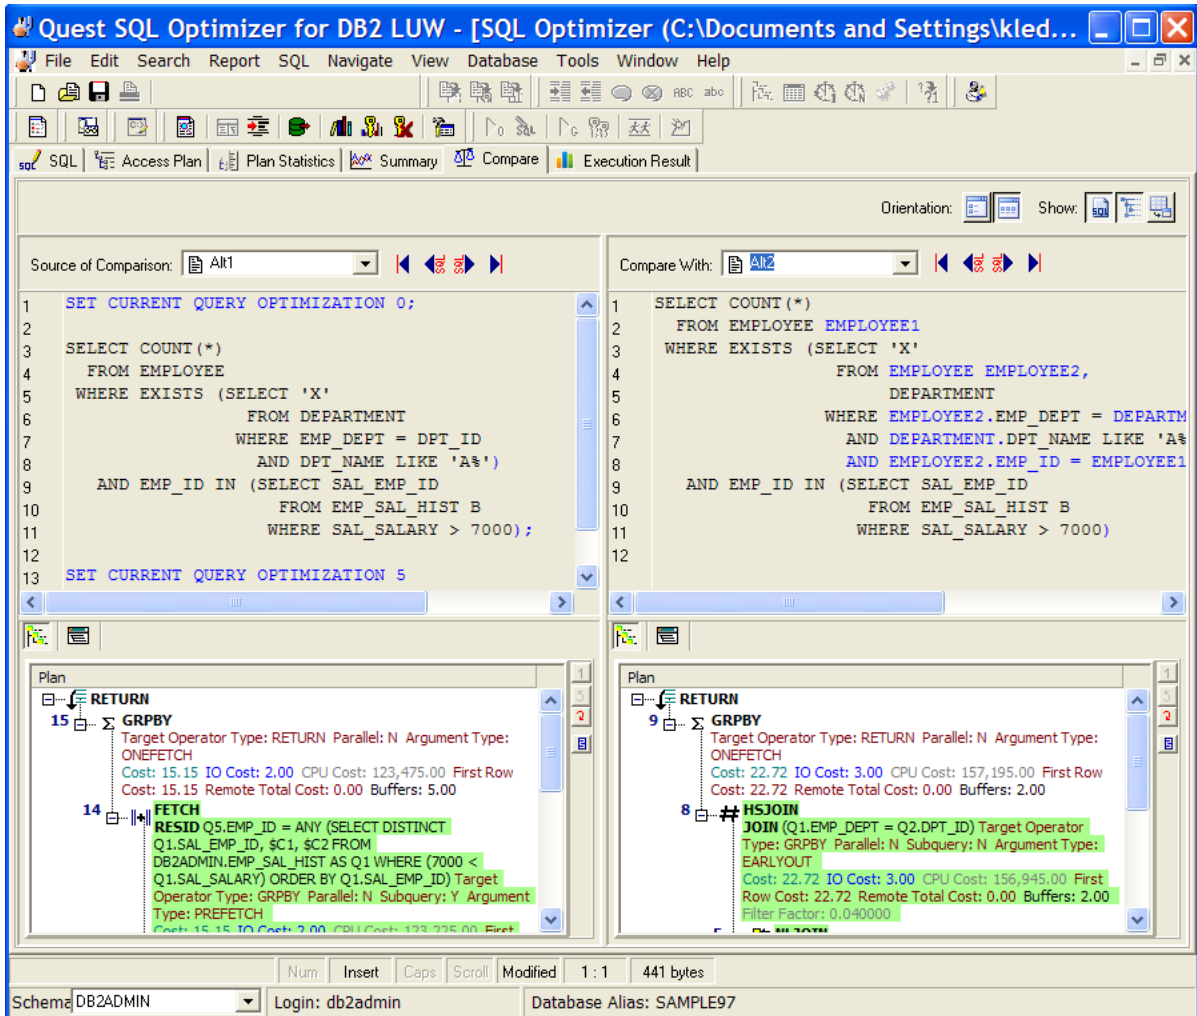 Quest SQL Optimizer for DB2 LUW - [SQL Optimizer (C:\Documents and Settings\kled...
File Edit Search Report SQL Navigate View Database Tools Window Help
ABC abc
SQL Access Plan Plan Statistics Summary Compare Execution Result
Orientation: Show:
Source of Comparison: Alt1
1 SET CURRENT QUERY OPTIMIZATION 0;
2
3 SELECT COUNT(*)
4 FROM EMPLOYEE
5 WHERE EXISTS (SELECT 'X'
6 FROM DEPARTMENT
7 WHERE EMP_DEPT = DPT_ID
8 AND DPT_NAME LIKE 'A%')
9 AND EMP_ID IN (SELECT SAL_EMP_ID
10 FROM EMP_SAL_HIST B
11 WHERE SAL_SALARY > 7000);
12
13 SET CURRENT QUERY OPTIMIZATION 5
Compare With: Alt2
1 SELECT COUNT(*)
2 FROM EMPLOYEE EMPLOYEE1
3 WHERE EXISTS (SELECT 'X'
4 FROM EMPLOYEE EMPLOYEE2,
5 DEPARTMENT
6 WHERE EMPLOYEE2.EMP_DEPT = DEPARTM
7 AND DEPARTMENT.DPT_NAME LIKE 'A%
8 AND EMPLOYEE2.EMP_ID = EMPLOYEE1
9 AND EMP_ID IN (SELECT SAL_EMP_ID
10 FROM EMP_SAL_HIST B
11 WHERE SAL_SALARY > 7000)
12
Plan
RETURN
15 GRPBY
Target Operator Type: RETURN Parallel: N Argument Type:
ONEFETCH
Cost: 15.15 IO Cost: 2.00 CPU Cost: 123,475.00 First Row
Cost: 15.15 Remote Total Cost: 0.00 Buffers: 5.00
14 FETCH
RESID Q5.EMP_ID = ANY (SELECT DISTINCT
Q1.SAL_EMP_ID, $C1, $C2 FROM
DB2ADMIN.EMP_SAL_HIST AS Q1 WHERE (7000 <
Q1.SAL_SALARY) ORDER BY Q1.SAL_EMP_ID) Target
Operator Type: GRPBY Parallel: N Subquery: Y Argument
Type: PREFETCH
Cost: 15.15 IO Cost: 2.00 CPU Cost: 123,225.00 First
Plan
RETURN
9 GRPBY
Target Operator Type: RETURN Parallel: N Argument Type:
ONEFETCH
Cost: 22.72 IO Cost: 3.00 CPU Cost: 157,195.00 First Row
Cost: 22.72 Remote Total Cost: 0.00 Buffers: 2.00
8 HSJOIN
JOIN (Q1.EMP_DEPT = Q2.DPT_ID) Target Operator
Type: GRPBY Parallel: N Subquery: N Argument Type:
EARLYOUT
Cost: 22.72 IO Cost: 3.00 CPU Cost: 156,945.00 First
Row Cost: 22.72 Remote Total Cost: 0.00 Buffers: 2.00
Filter Factor: 0.040000
NLJOIN
Num Insert Caps Scroll Modified 1 : 1 441 bytes
Schema DB2ADMIN Login: db2admin Database Alias: SAMPLE97